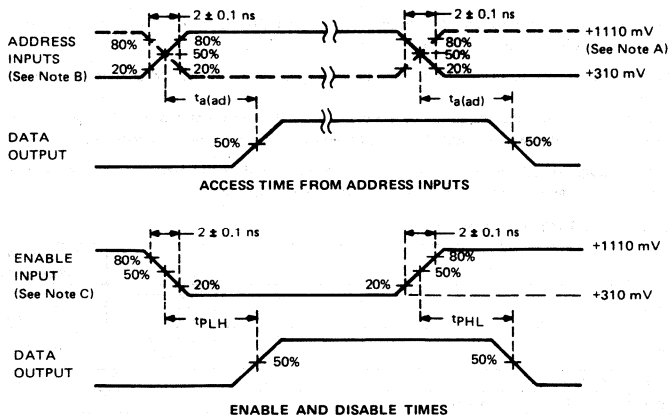 2 ± 0.1 ns
2 ± 0.1 ns
ADDRESS
INPUTS
(See Note B)
80%
20%
80%
50%
20%
80%
50%
20%
+1110 mV
(See Note A)
+310 mV
ta(ad)
ta(ad)
DATA
OUTPUT
50%
50%
ACCESS TIME FROM ADDRESS INPUTS
2 ± 0.1 ns
2 ± 0.1 ns
ENABLE
INPUT
(See Note C)
80%
50%
20%
20%
80%
50%
+1110 mV
+310 mV
tPLH
tPHL
DATA
OUTPUT
50%
50%
ENABLE AND DISABLE TIMES